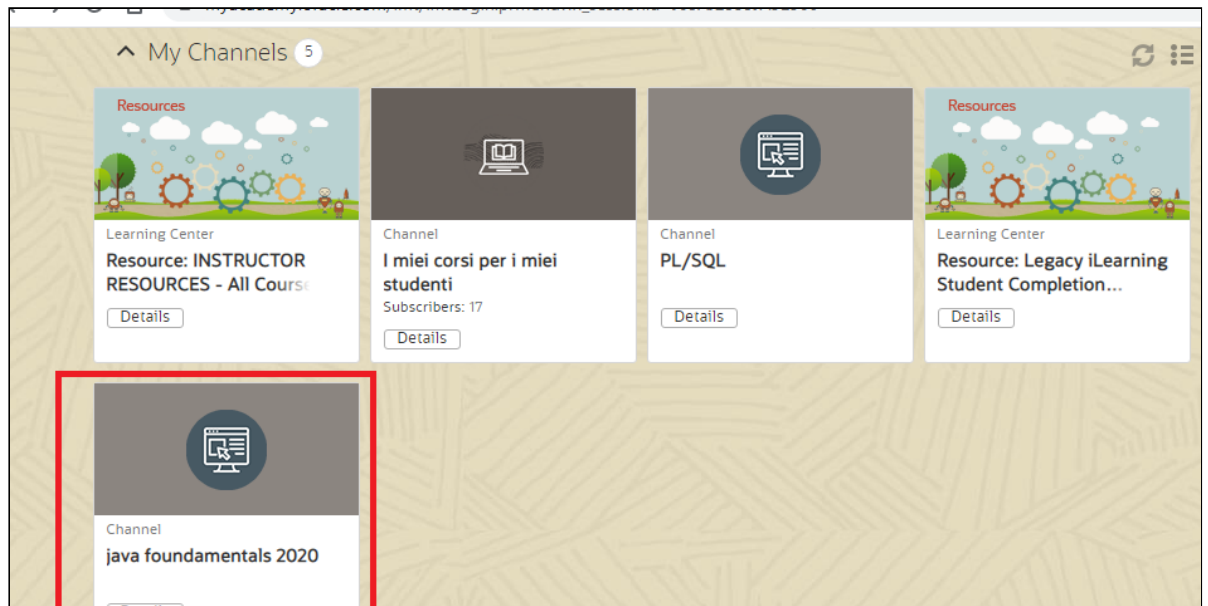 My Channels 5
Resources
Learning Center
Resource: INSTRUCTOR
RESOURCES - All Course
Details
Channel
I miei corsi per i miei
studenti
Subscribers: 17
Details
Channel
PL/SQL
Details
Resources
Learning Center
Resource: Legacy iLearning
Student Completion...
Details
Channel
java foundamentals 2020